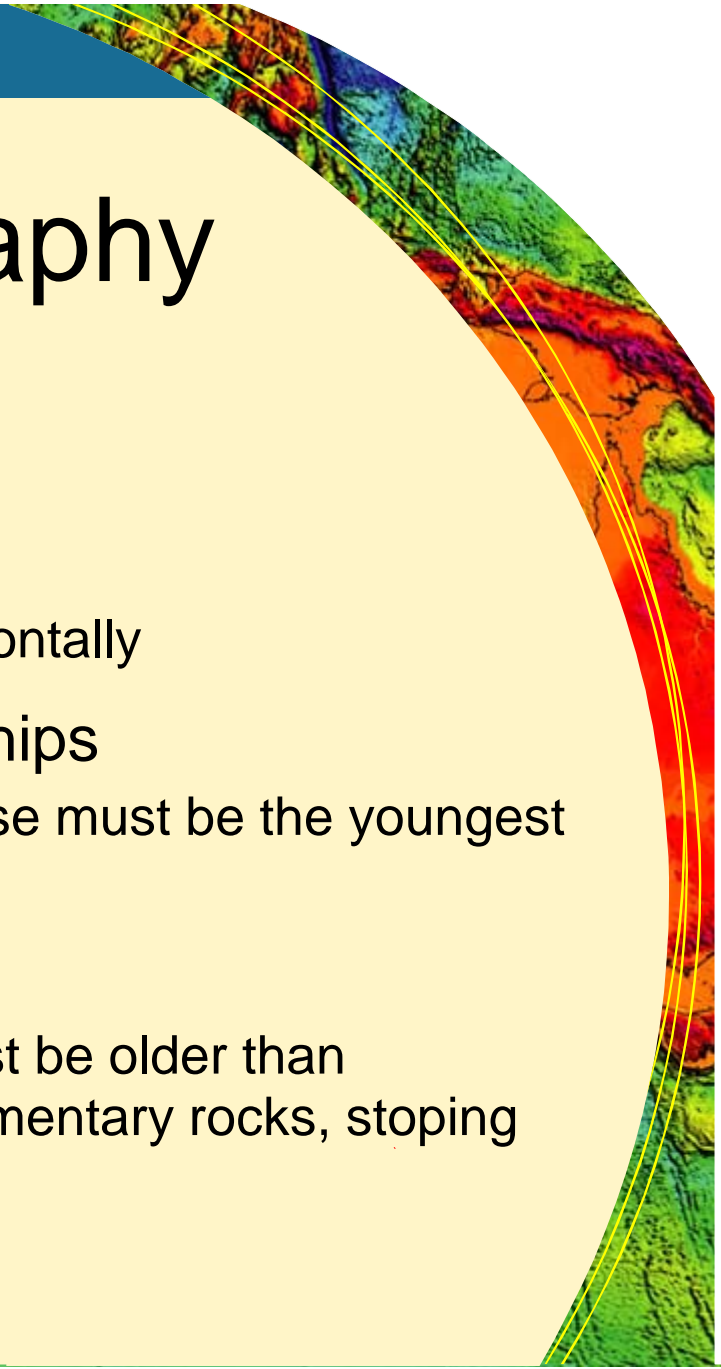 aphy
ontally
hips
se must be the youngest
st be older than
mentary rocks, stoping